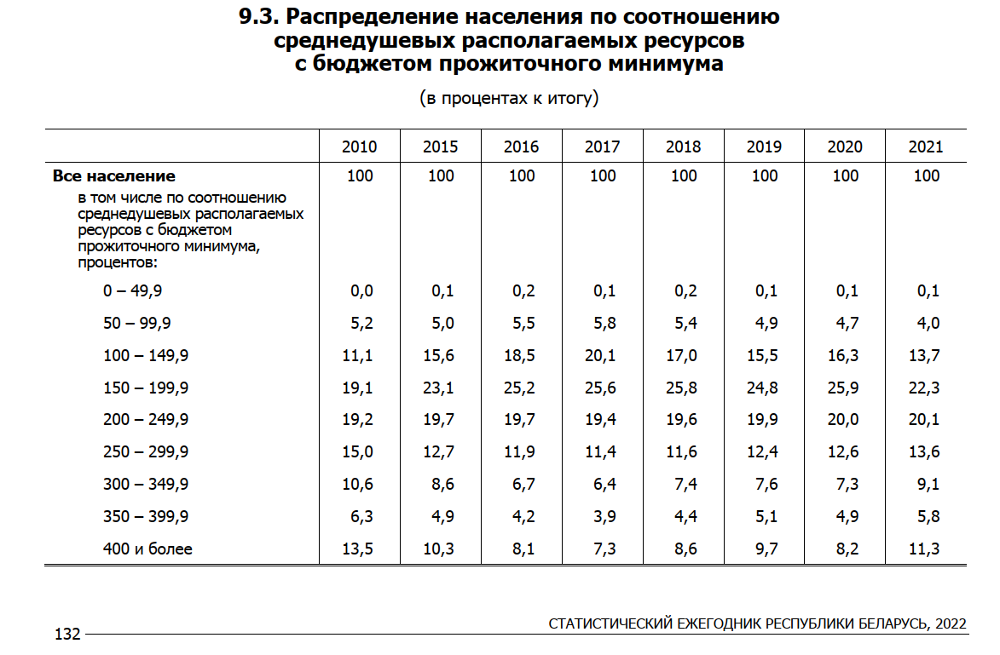 9.3. Распределение населения по соотношению
среднедушевых располагаемых ресурсов
с бюджетом прожиточного минимума
(в процентах к итогу)
2010 2015 2016 2017 2018 2019 2020 2021
Все население 100 100 100 100 100 100 100 100
в том числе по соотношению
среднедушевых располагаемых
ресурсов с бюджетом
прожиточного минимума,
процентов:
0 – 49,9 0,0 0,1 0,2 0,1 0,2 0,1 0,1 0,1
50 – 99,9 5,2 5,0 5,5 5,8 5,4 4,9 4,7 4,0
100 – 149,9 11,1 15,6 18,5 20,1 17,0 15,5 16,3 13,7
150 – 199,9 19,1 23,1 25,2 25,6 25,8 24,8 25,9 22,3
200 – 249,9 19,2 19,7 19,7 19,4 19,6 19,9 20,0 20,1
250 – 299,9 15,0 12,7 11,9 11,4 11,6 12,4 12,6 13,6
300 – 349,9 10,6 8,6 6,7 6,4 7,4 7,6 7,3 9,1
350 – 399,9 6,3 4,9 4,2 3,9 4,4 5,1 4,9 5,8
400 и более 13,5 10,3 8,1 7,3 8,6 9,7 8,2 11,3
СТАТИСТИЧЕСКИЙ ЕЖЕГОДНИК РЕСПУБЛИКИ БЕЛАРУСЬ, 2022
132